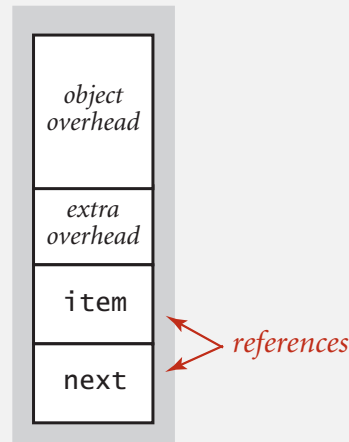 object
overhead
extra
overhead
item
references
next